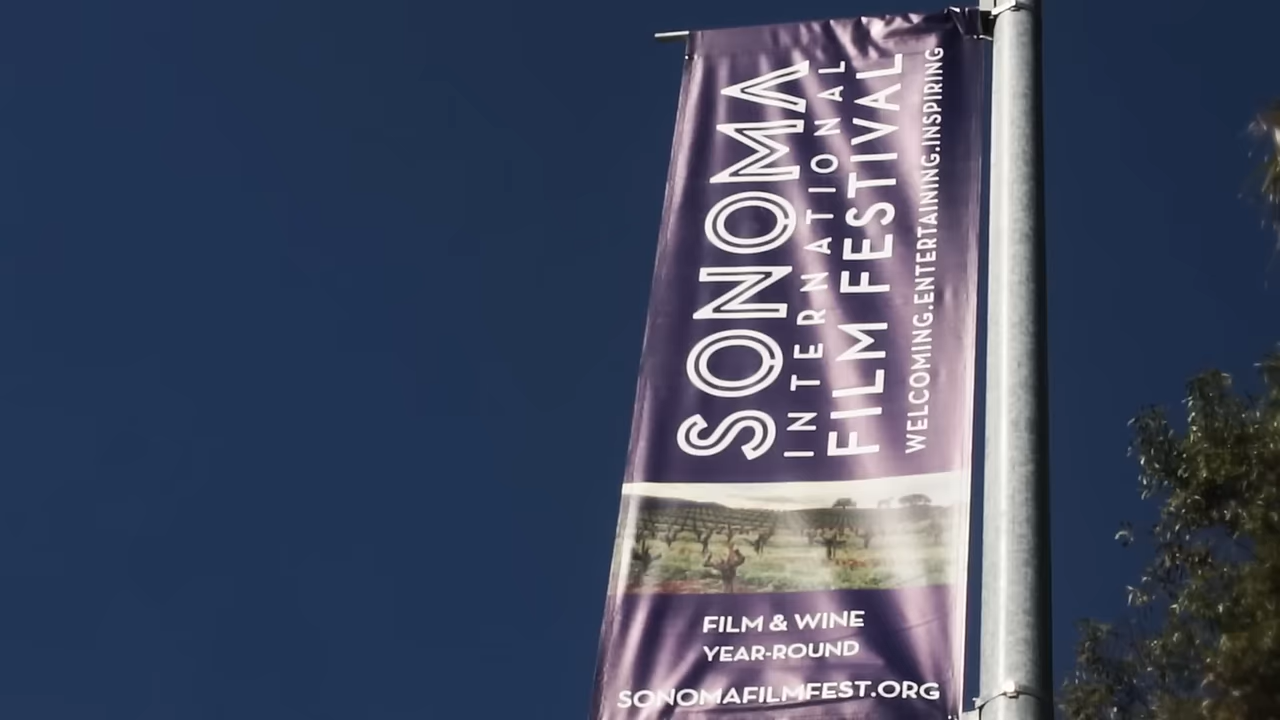 SONOMA
INTERNATIONAL
FILM FESTIVAL
WELCOMING.ENTERTAINING.INSPIRING
FILM & WINE
YEAR-ROUND
SONOMAFILMFEST.ORG